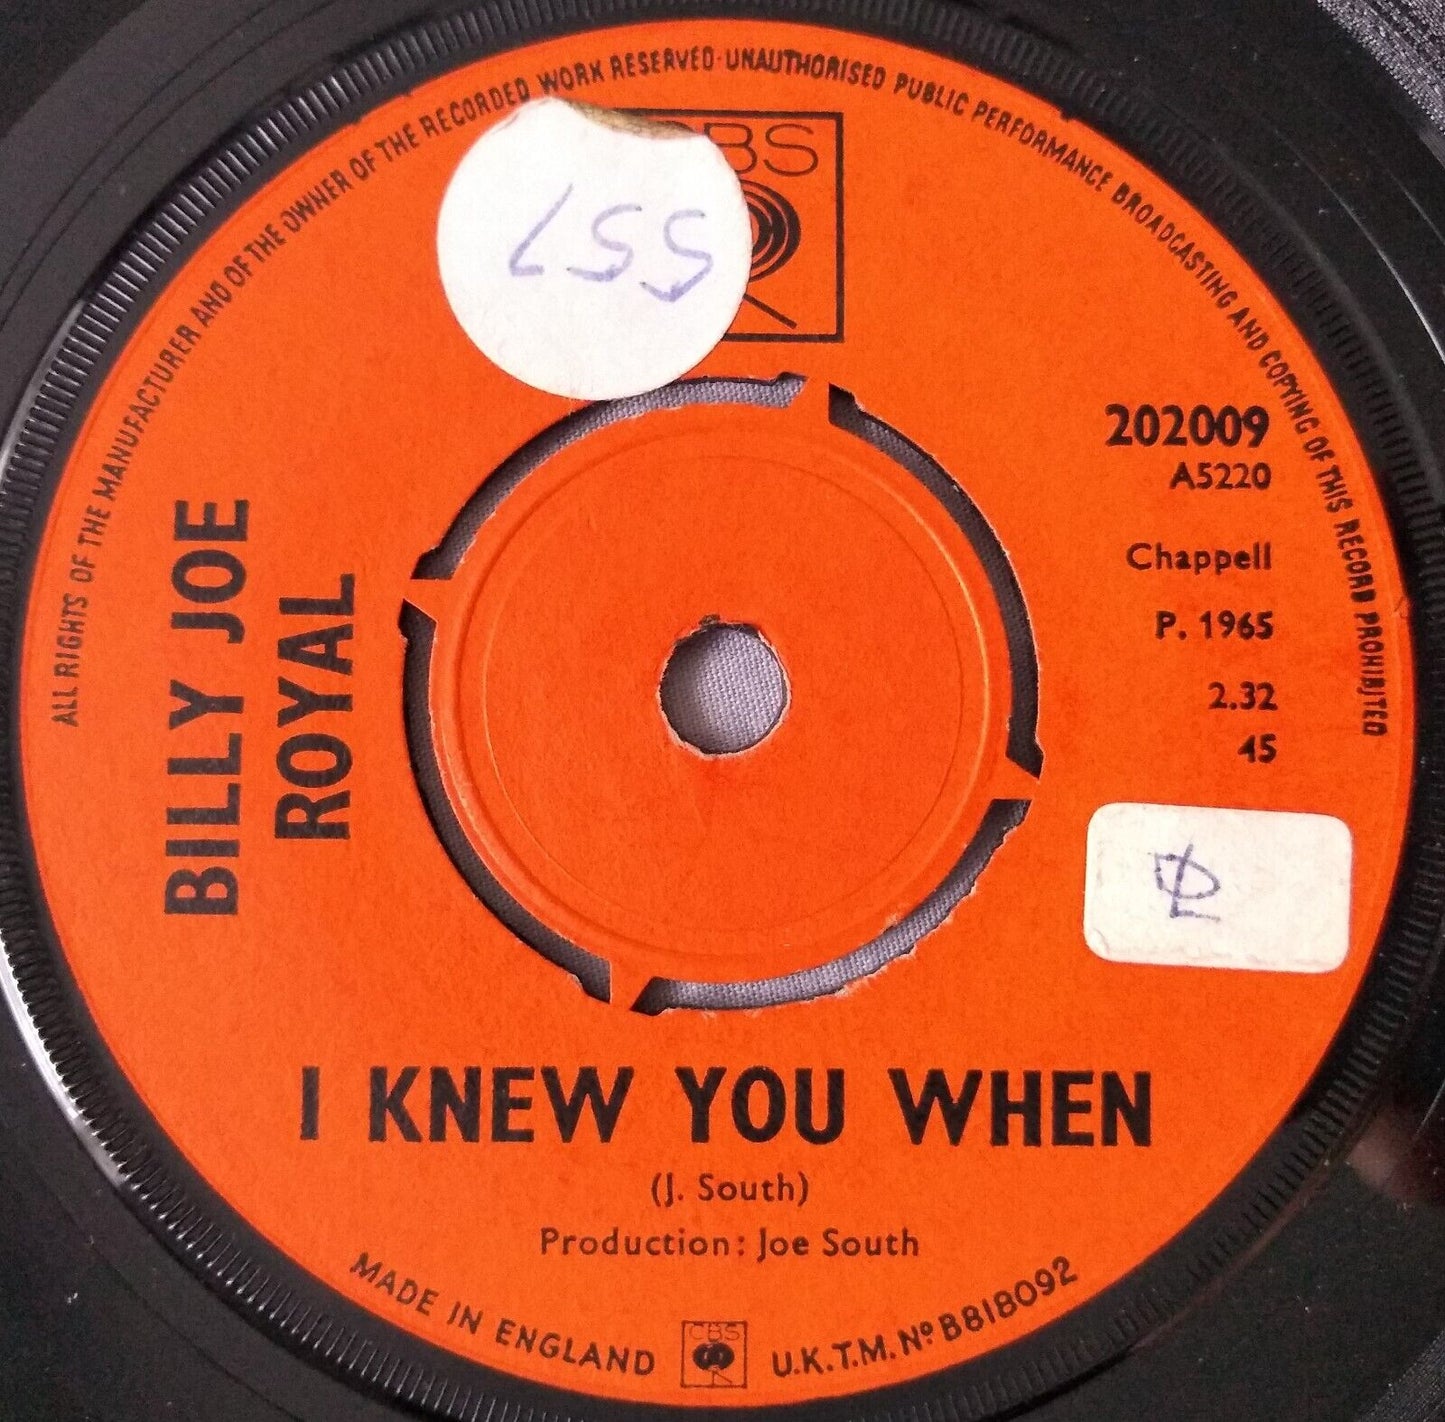 ALL RIGHTS OF THE MANUFACTURER AND OF THE OWNER OF THE RECORDED WORK RESERVED · UNAUTHORISED PUBLIC PERFORMANCE BROADCASTING AND COPYING OF THIS RECORD PROHIBITED
BS
557
202009
A5220
Chappell
P. 1965
2.32
45
BILLY JOE
ROYAL
I KNEW YOU WHEN
(J. South)
Production: Joe South
MADE IN ENGLAND
CBS
U.K.T.M. Nº B818092